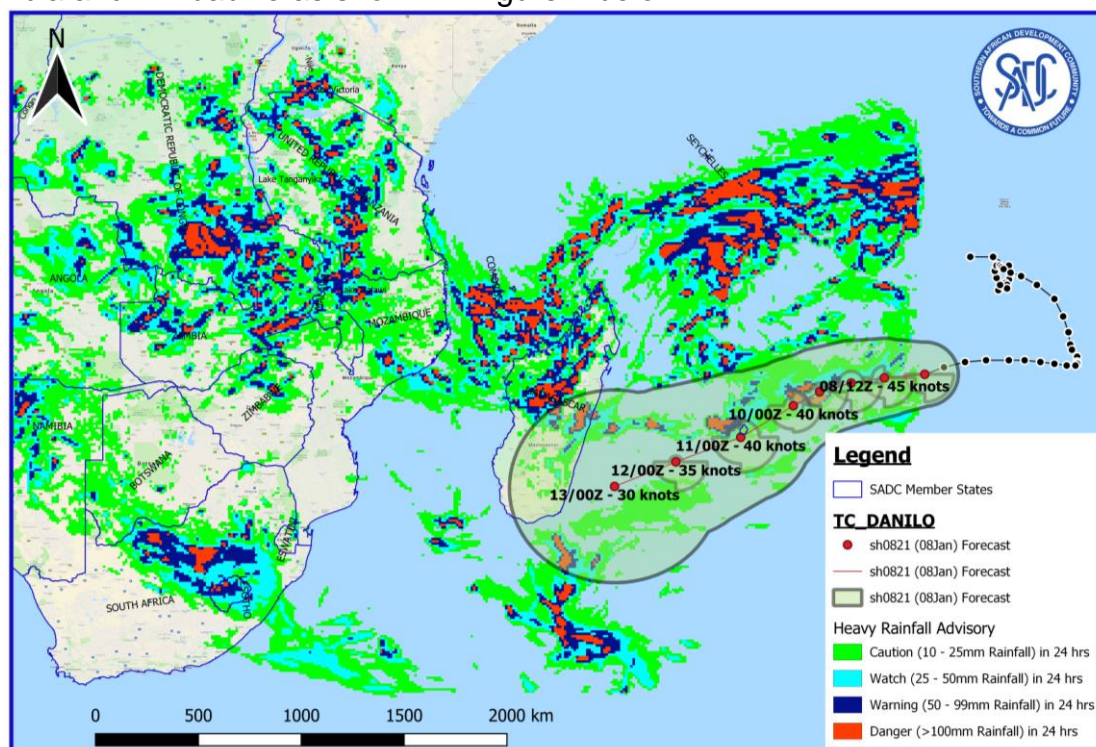 N
SOUTHERN AFRICAN DEVELOPMENT COMMUNITY
SADC
TOWARDS A COMMON FUTURE
Uganda
Kenya
Somalia
Victoria
DEMOCRATIC REPUBLIC OF CONGO
UNITED REPUBLIC OF TANZANIA
Lake Tanganyika
SEYCHELLES
ANGOLA
Angola
MOZAMBIQUE
ZIMBABWE
NAMIBIA
BOTSWANA
ESWATINI
LESOTHO
SOUTH AFRICA
08/12Z - 45 knots
10/00Z - 40 knots
11/00Z - 40 knots
12/00Z - 35 knots
13/00Z - 30 knots
Legend
SADC Member States
TC_DANILO
sh0821 (08Jan) Forecast
sh0821 (08Jan) Forecast
sh0821 (08Jan) Forecast
Heavy Rainfall Advisory
Caution (10 - 25mm Rainfall) in 24 hrs
Watch (25 - 50mm Rainfall) in 24 hrs
Warning (50 - 99mm Rainfall) in 24 hrs
Danger (>100mm Rainfall) in 24 hrs
0 500 1000 1500 2000 km